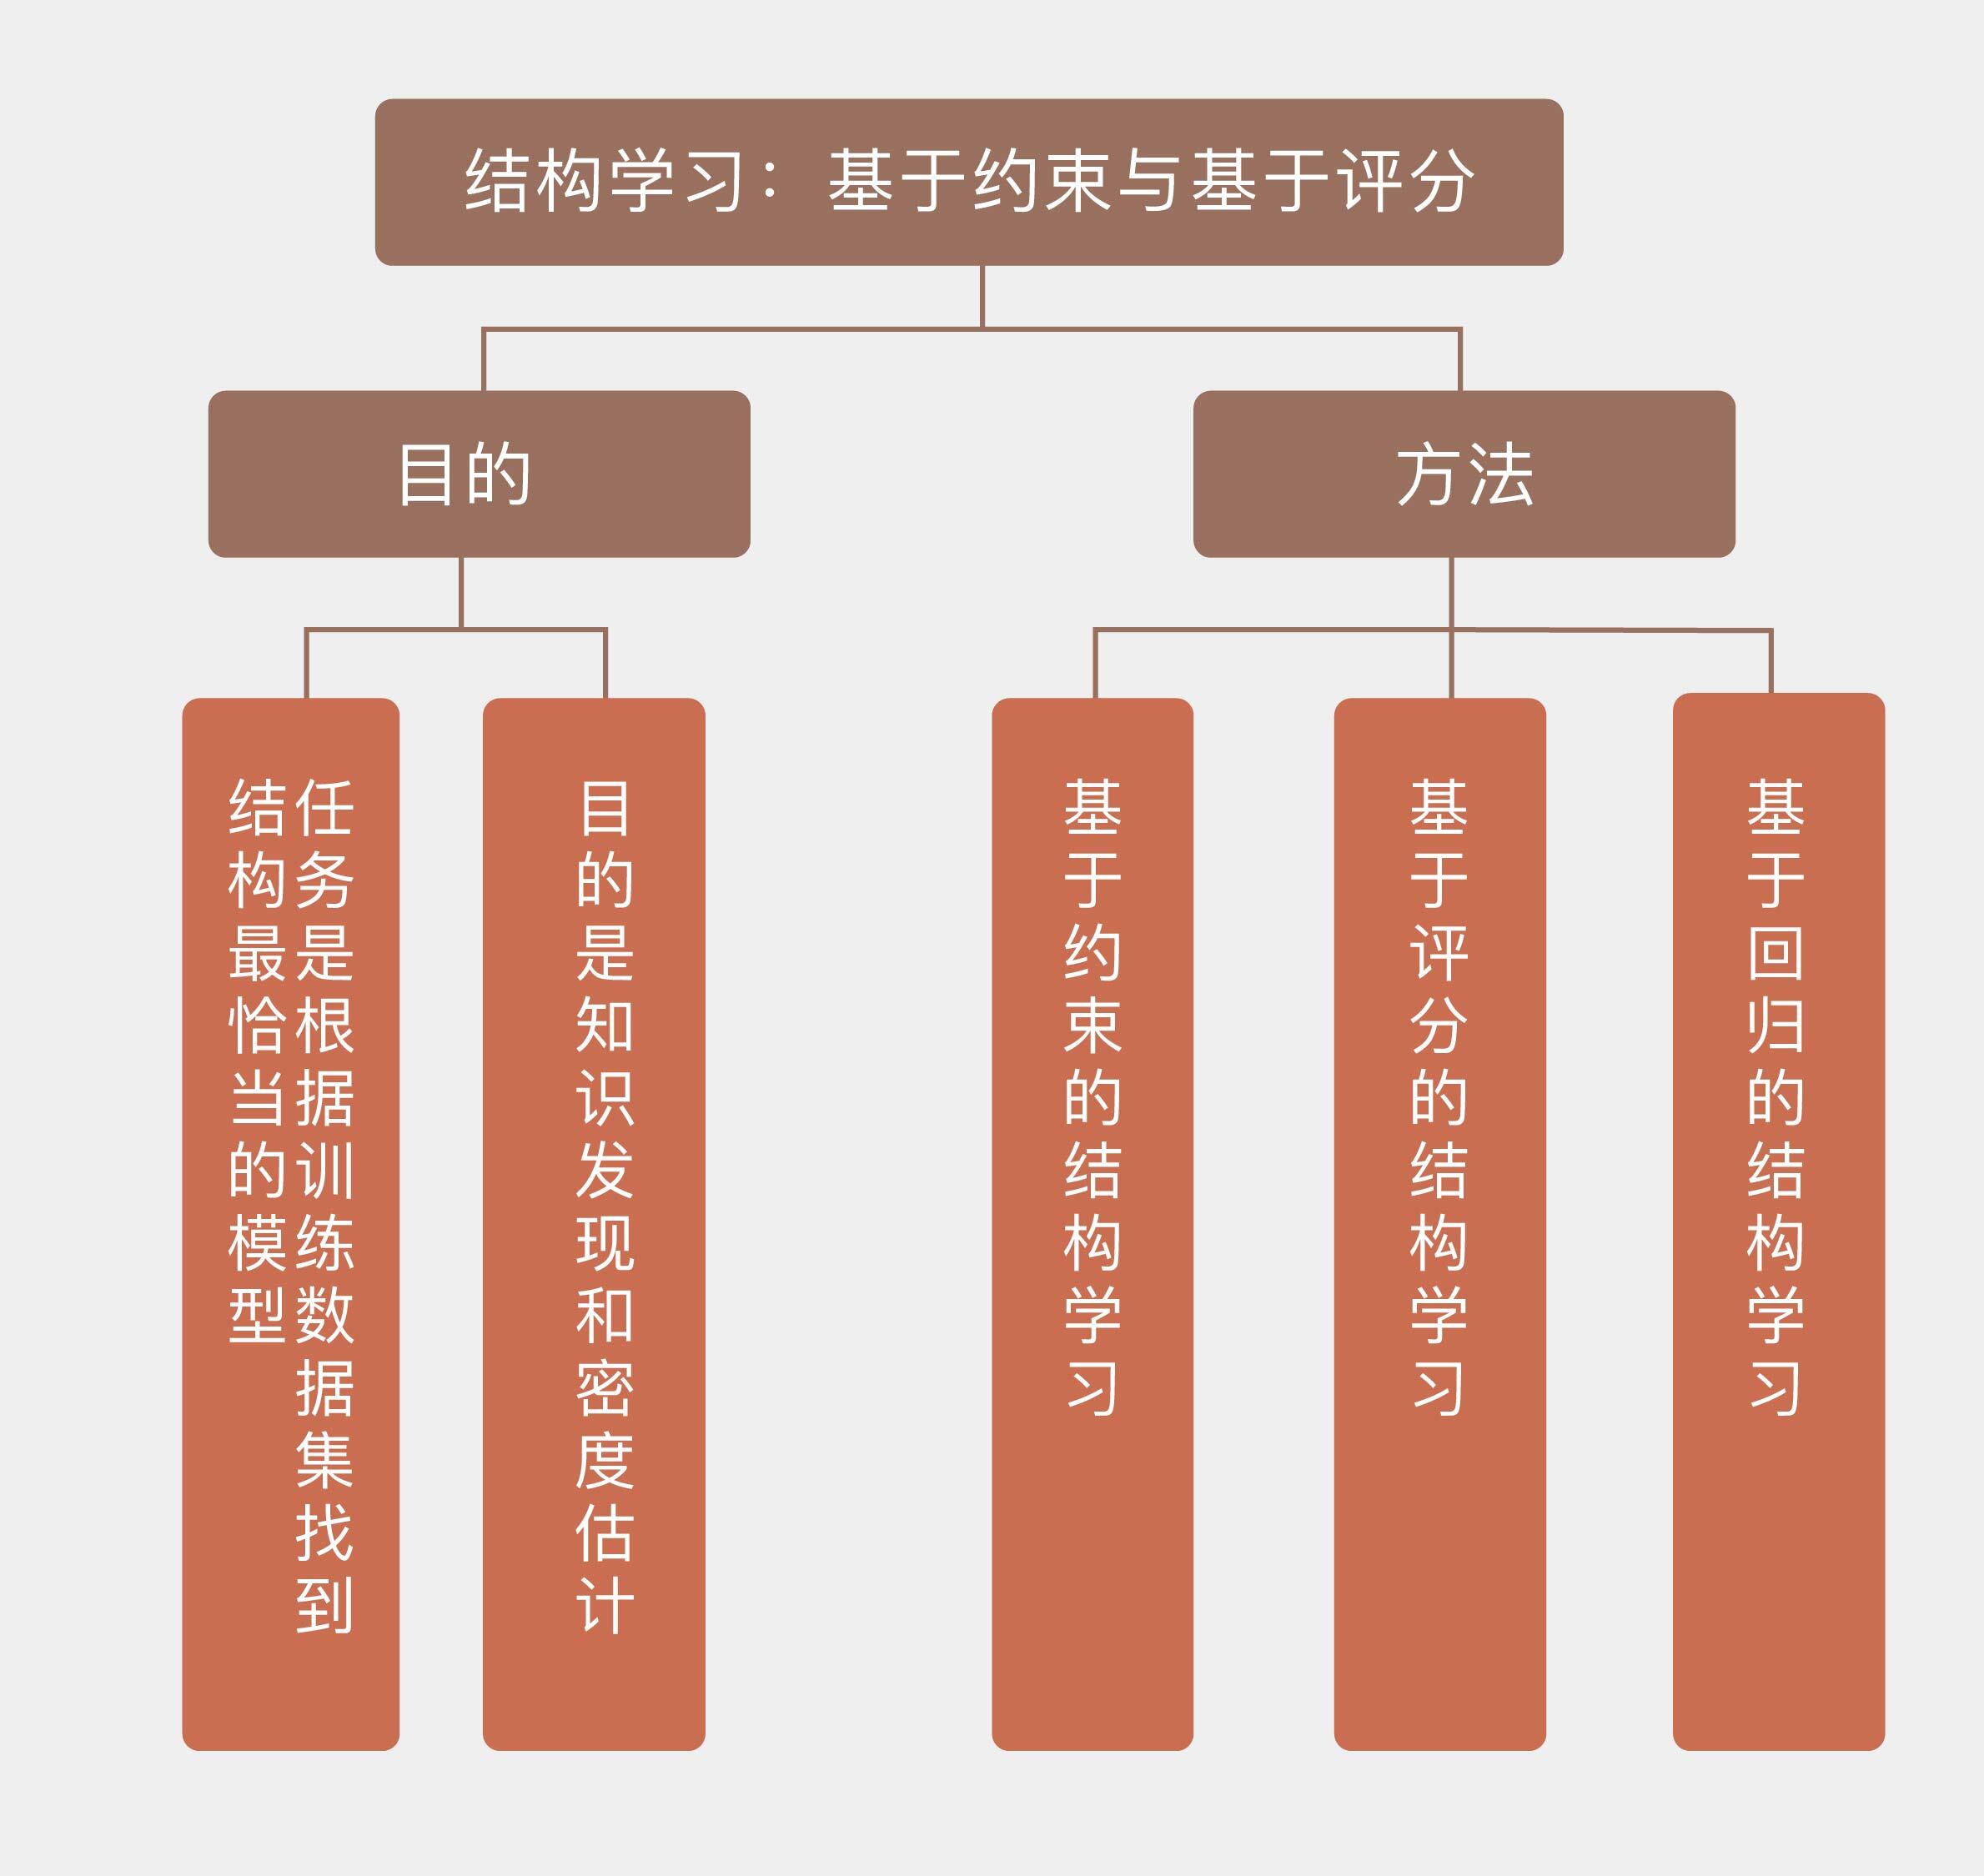 结构学习：基于约束与基于评分
目的
方法
任务是根据训练数据集找到
结构最恰当的模型
目的是知识发现和密度估计
基于约束的结构学习
基于评分的结构学习
基于回归的结构学习